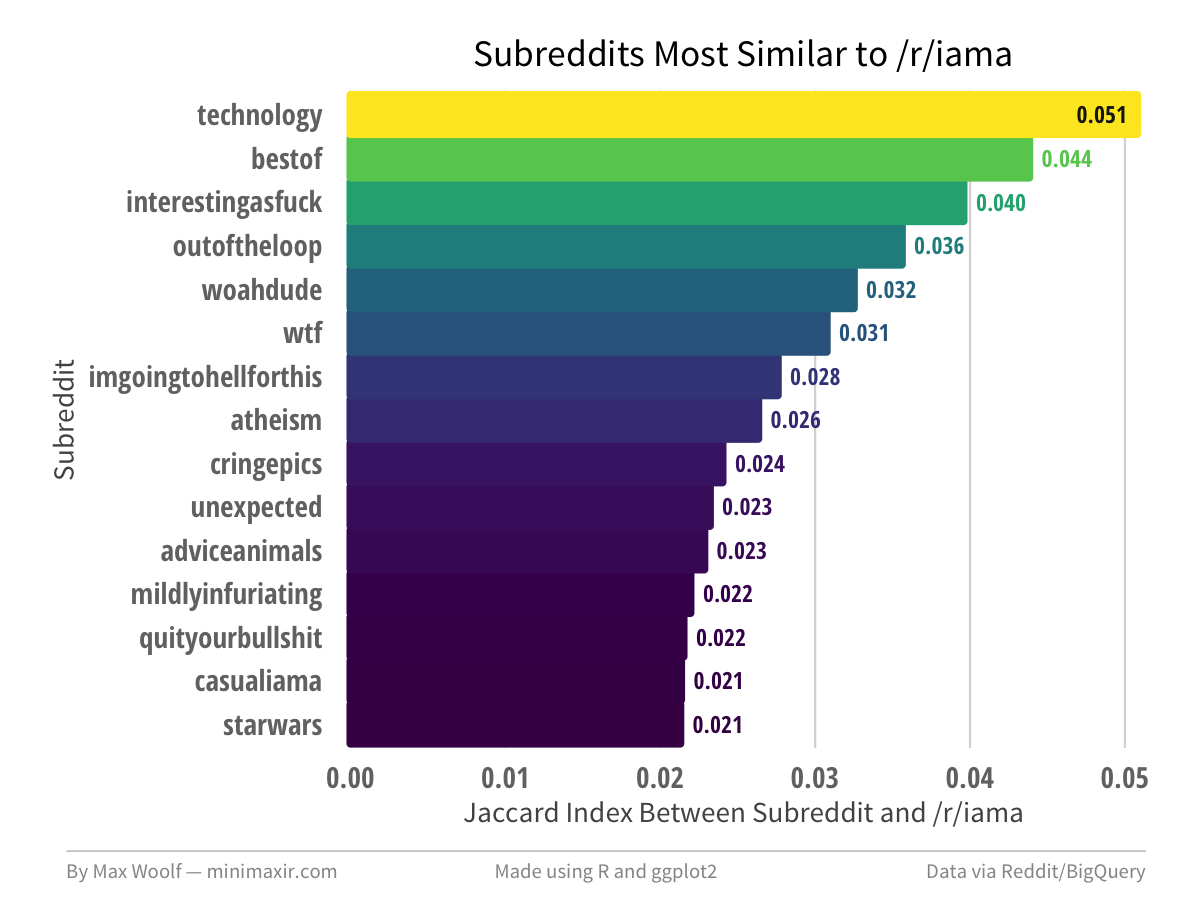 Subreddits Most Similar to /r/iama
technology 0.051
bestof 0.044
interestingasfuck 0.040
outoftheloop 0.036
woahdude 0.032
wtf 0.031
imgoingtohellforthis 0.028
atheism 0.026
cringepics 0.024
unexpected 0.023
adviceanimals 0.023
mildlyinfuriating 0.022
quityourbullshit 0.022
casualiama 0.021
starwars 0.021
Subreddit
0.00 0.01 0.02 0.03 0.04 0.05
Jaccard Index Between Subreddit and /r/iama
By Max Woolf — minimaxir.com Made using R and ggplot2 Data via Reddit/BigQuery